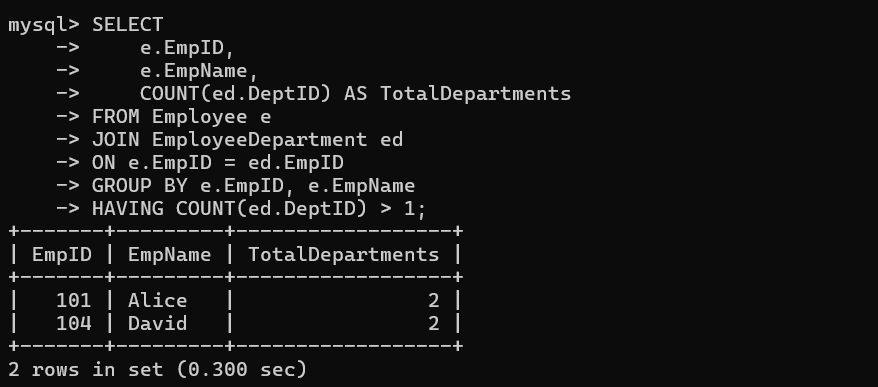 mysql> SELECT
    ->     e.EmpID,
    ->     e.EmpName,
    ->     COUNT(ed.DeptID) AS TotalDepartments
    -> FROM Employee e
    -> JOIN EmployeeDepartment ed
    -> ON e.EmpID = ed.EmpID
    -> GROUP BY e.EmpID, e.EmpName
    -> HAVING COUNT(ed.DeptID) > 1;
+-------+---------+------------------+
| EmpID | EmpName | TotalDepartments |
+-------+---------+------------------+
|   101 | Alice   |                2 |
|   104 | David   |                2 |
+-------+---------+------------------+
2 rows in set (0.300 sec)